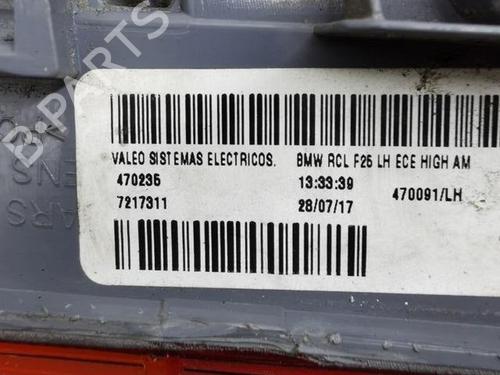 B-PARTS
VALEO SISTEMAS ELECTRICOS. BMW RCL F25 LH ECE HIGH AM
470235 13:33:39 470091/LH
7217311 28/07/17